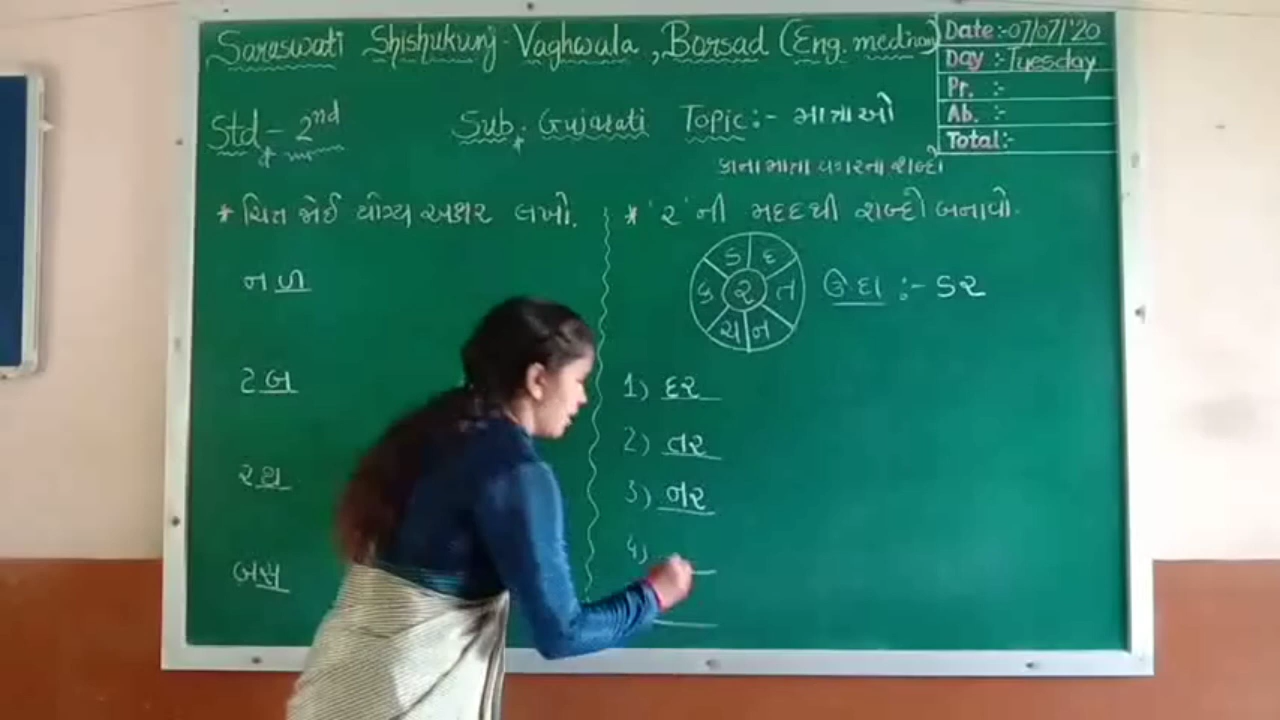 Saraswati Shishukunj-Vaghwala, Borsad (Eng. medium)
Date:-07/07/'20
Day :- Tuesday
Pr. :-
Ab. :-
Total:-
Std - 2nd
Sub. Gujarati
Topic:- માત્રાઓ
કાના માત્રા વગરના શબ્દો
* ચિત્ર જોઈ યોગ્ય અક્ષર લખો.
નળ
ટબ
રથ
બસ
* 'ર' ની મદદથી શબ્દો બનાવો.
ડ દ
ક ર ત
ચ ન
ઉદા :- ડર
1) દર
2) તર
3) નર
4)